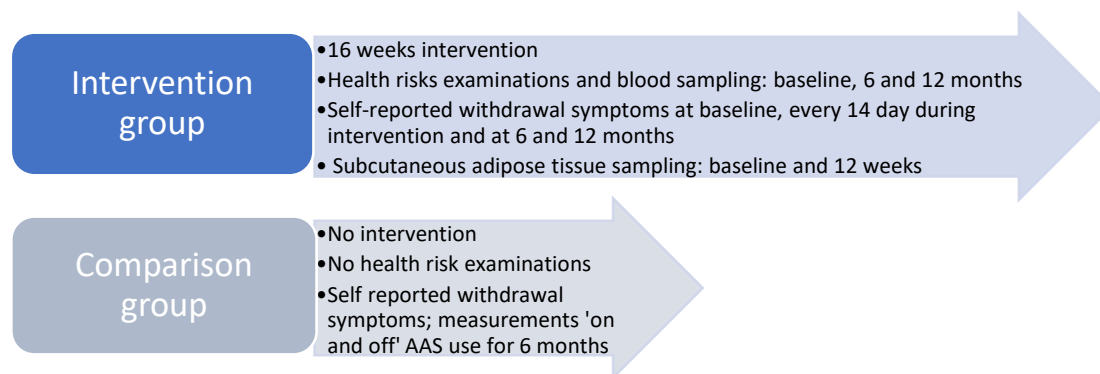 Intervention
group
•16 weeks intervention
•Health risks examinations and blood sampling: baseline, 6 and 12 months
•Self-reported withdrawal symptoms at baseline, every 14 day during
intervention and at 6 and 12 months
• Subcutaneous adipose tissue sampling: baseline and 12 weeks
Comparison
group
•No intervention
•No health risk examinations
•Self reported withdrawal
symptoms; measurements 'on
and off' AAS use for 6 months